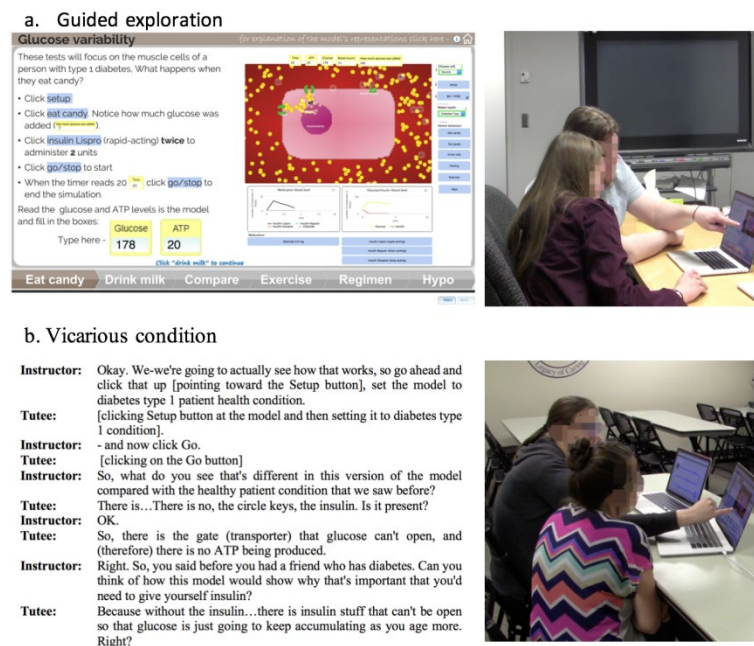 a. Guided exploration
Glucose variability
for explanation of the model's representations click here -
These tests will focus on the muscle cells of a
person with type 1 diabetes. What happens when
they eat candy?
• Click setup
• Click eat candy. Notice how much glucose was
added ( ).
• Click insulin Lispro (rapid-acting) twice to
administer 2 units
• Click go/stop to start
• When the timer reads 20 click go/stop to
end the simulation.
Read the glucose and ATP levels is the model
and fill in the boxes:
Glucose ATP
Type here - 178 20
Click "drink milk" to continue
Eat candy Drink milk Compare Exercise Regimen Hypo
b. Vicarious condition
Instructor: Okay. We-we're going to actually see how that works, so go ahead and
click that up [pointing toward the Setup button], set the model to
diabetes type 1 patient health condition.
Tutee: [clicking Setup button at the model and then setting it to diabetes type
1 condition].
Instructor: - and now click Go.
Tutee: [clicking on the Go button]
Instructor: So, what do you see that's different in this version of the model
compared with the healthy patient condition that we saw before?
Tutee: There is…There is no, the circle keys, the insulin. Is it present?
Instructor: OK.
Tutee: So, there is the gate (transporter) that glucose can't open, and
(therefore) there is no ATP being produced.
Instructor: Right. So, you said before you had a friend who has diabetes. Can you
think of how this model would show why that's important that you'd
need to give yourself insulin?
Tutee: Because without the insulin…there is insulin stuff that can't be open
so that glucose is just going to keep accumulating as you age more.
Right?